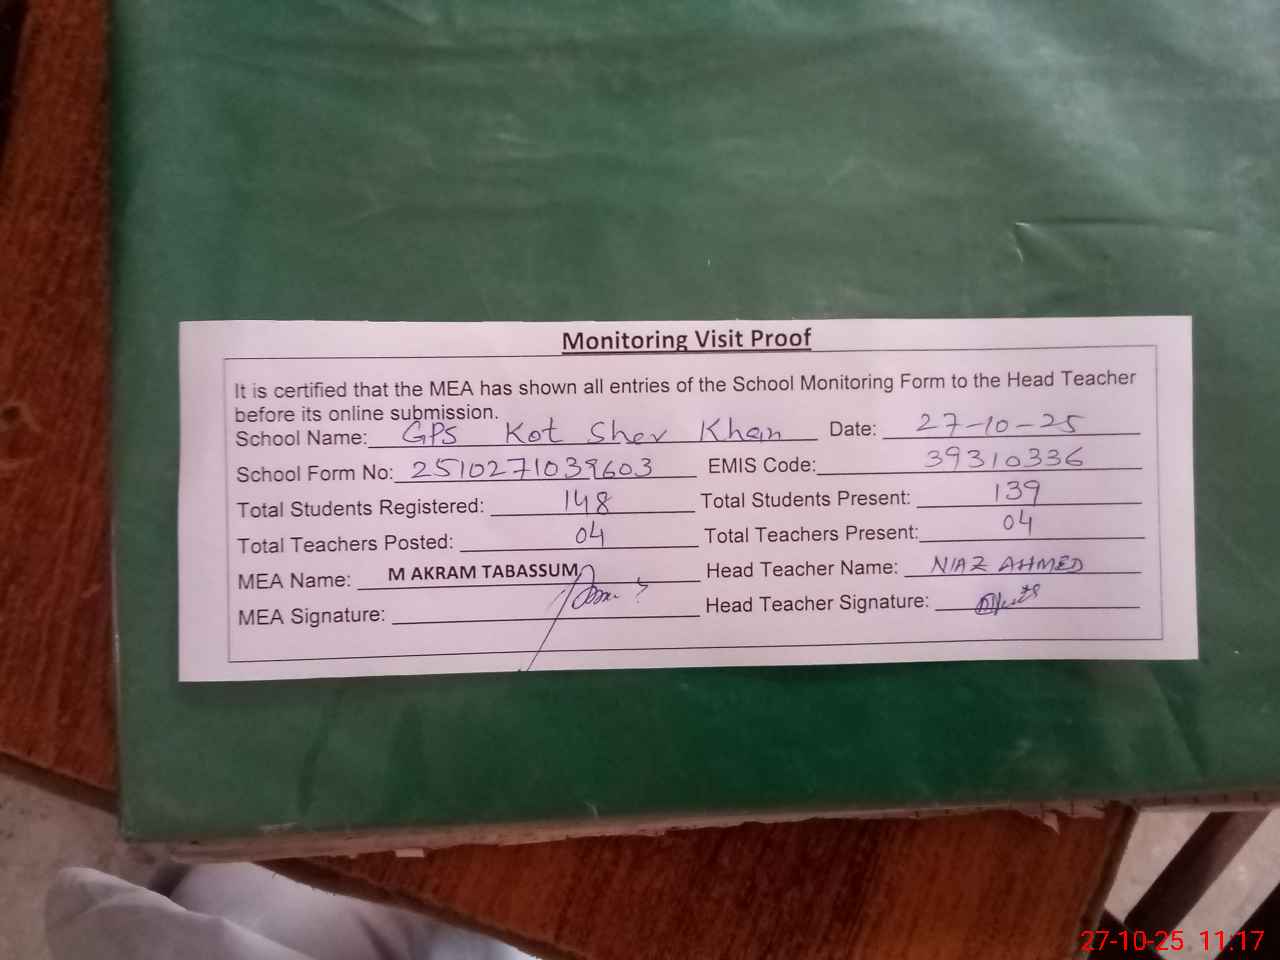 Monitoring Visit Proof
It is certified that the MEA has shown all entries of the School Monitoring Form to the Head Teacher
before its online submission.
School Name: GPS Kot Sher Khan Date: 27-10-25
School Form No: 2510271039603 EMIS Code: 39310336
Total Students Registered: 148 Total Students Present: 139
Total Teachers Posted: 04 Total Teachers Present: 04
MEA Name: M AKRAM TABASSUM Head Teacher Name: NIAZ AHMED
MEA Signature: Head Teacher Signature:
27-10-25 11:17